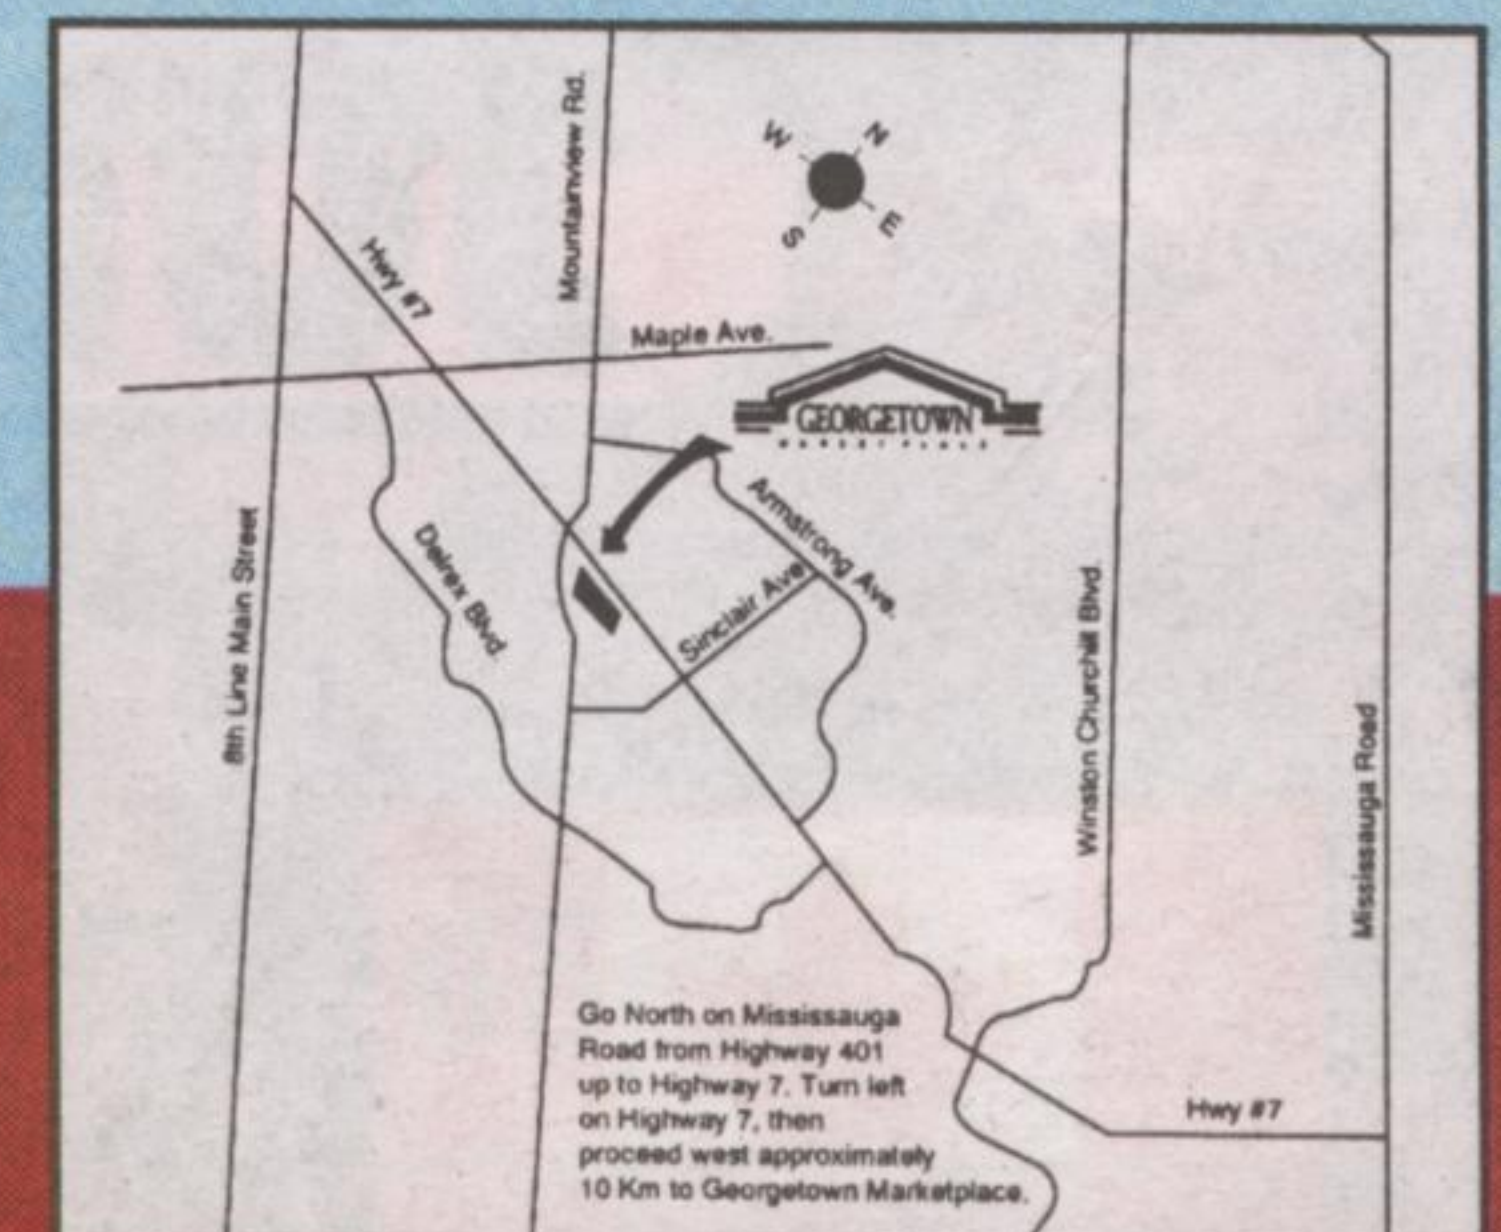 Mountainview Rd.
W
N
S
E
Hwy #7
Maple Ave.
GEORGETOWN
MARKET PLACE
Armstrong Ave.
Delrex Blvd.
Sinclair Ave.
8th Line Main Street
Winston Churchill Blvd.
Mississauga Road
Go North on Mississauga
Road from Highway 401
up to Highway 7. Turn left
on Highway 7, then
proceed west approximately
10 Km to Georgetown Marketplace.
Hwy #7